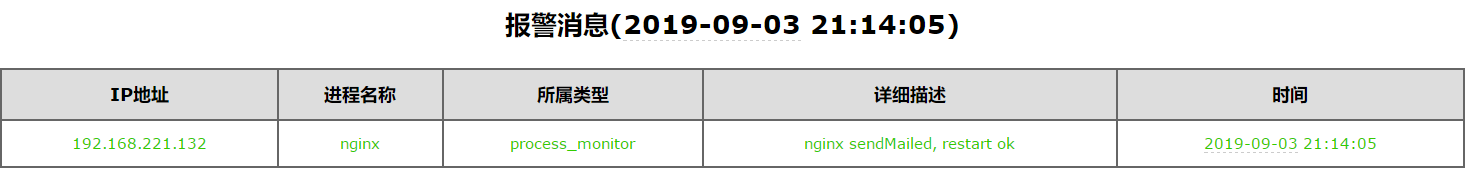 报警消息(2019-09-03 21:14:05)
IP地址 进程名称 所属类型 详细描述 时间
192.168.221.132 nginx process_monitor nginx sendMailed, restart ok 2019-09-03 21:14:05